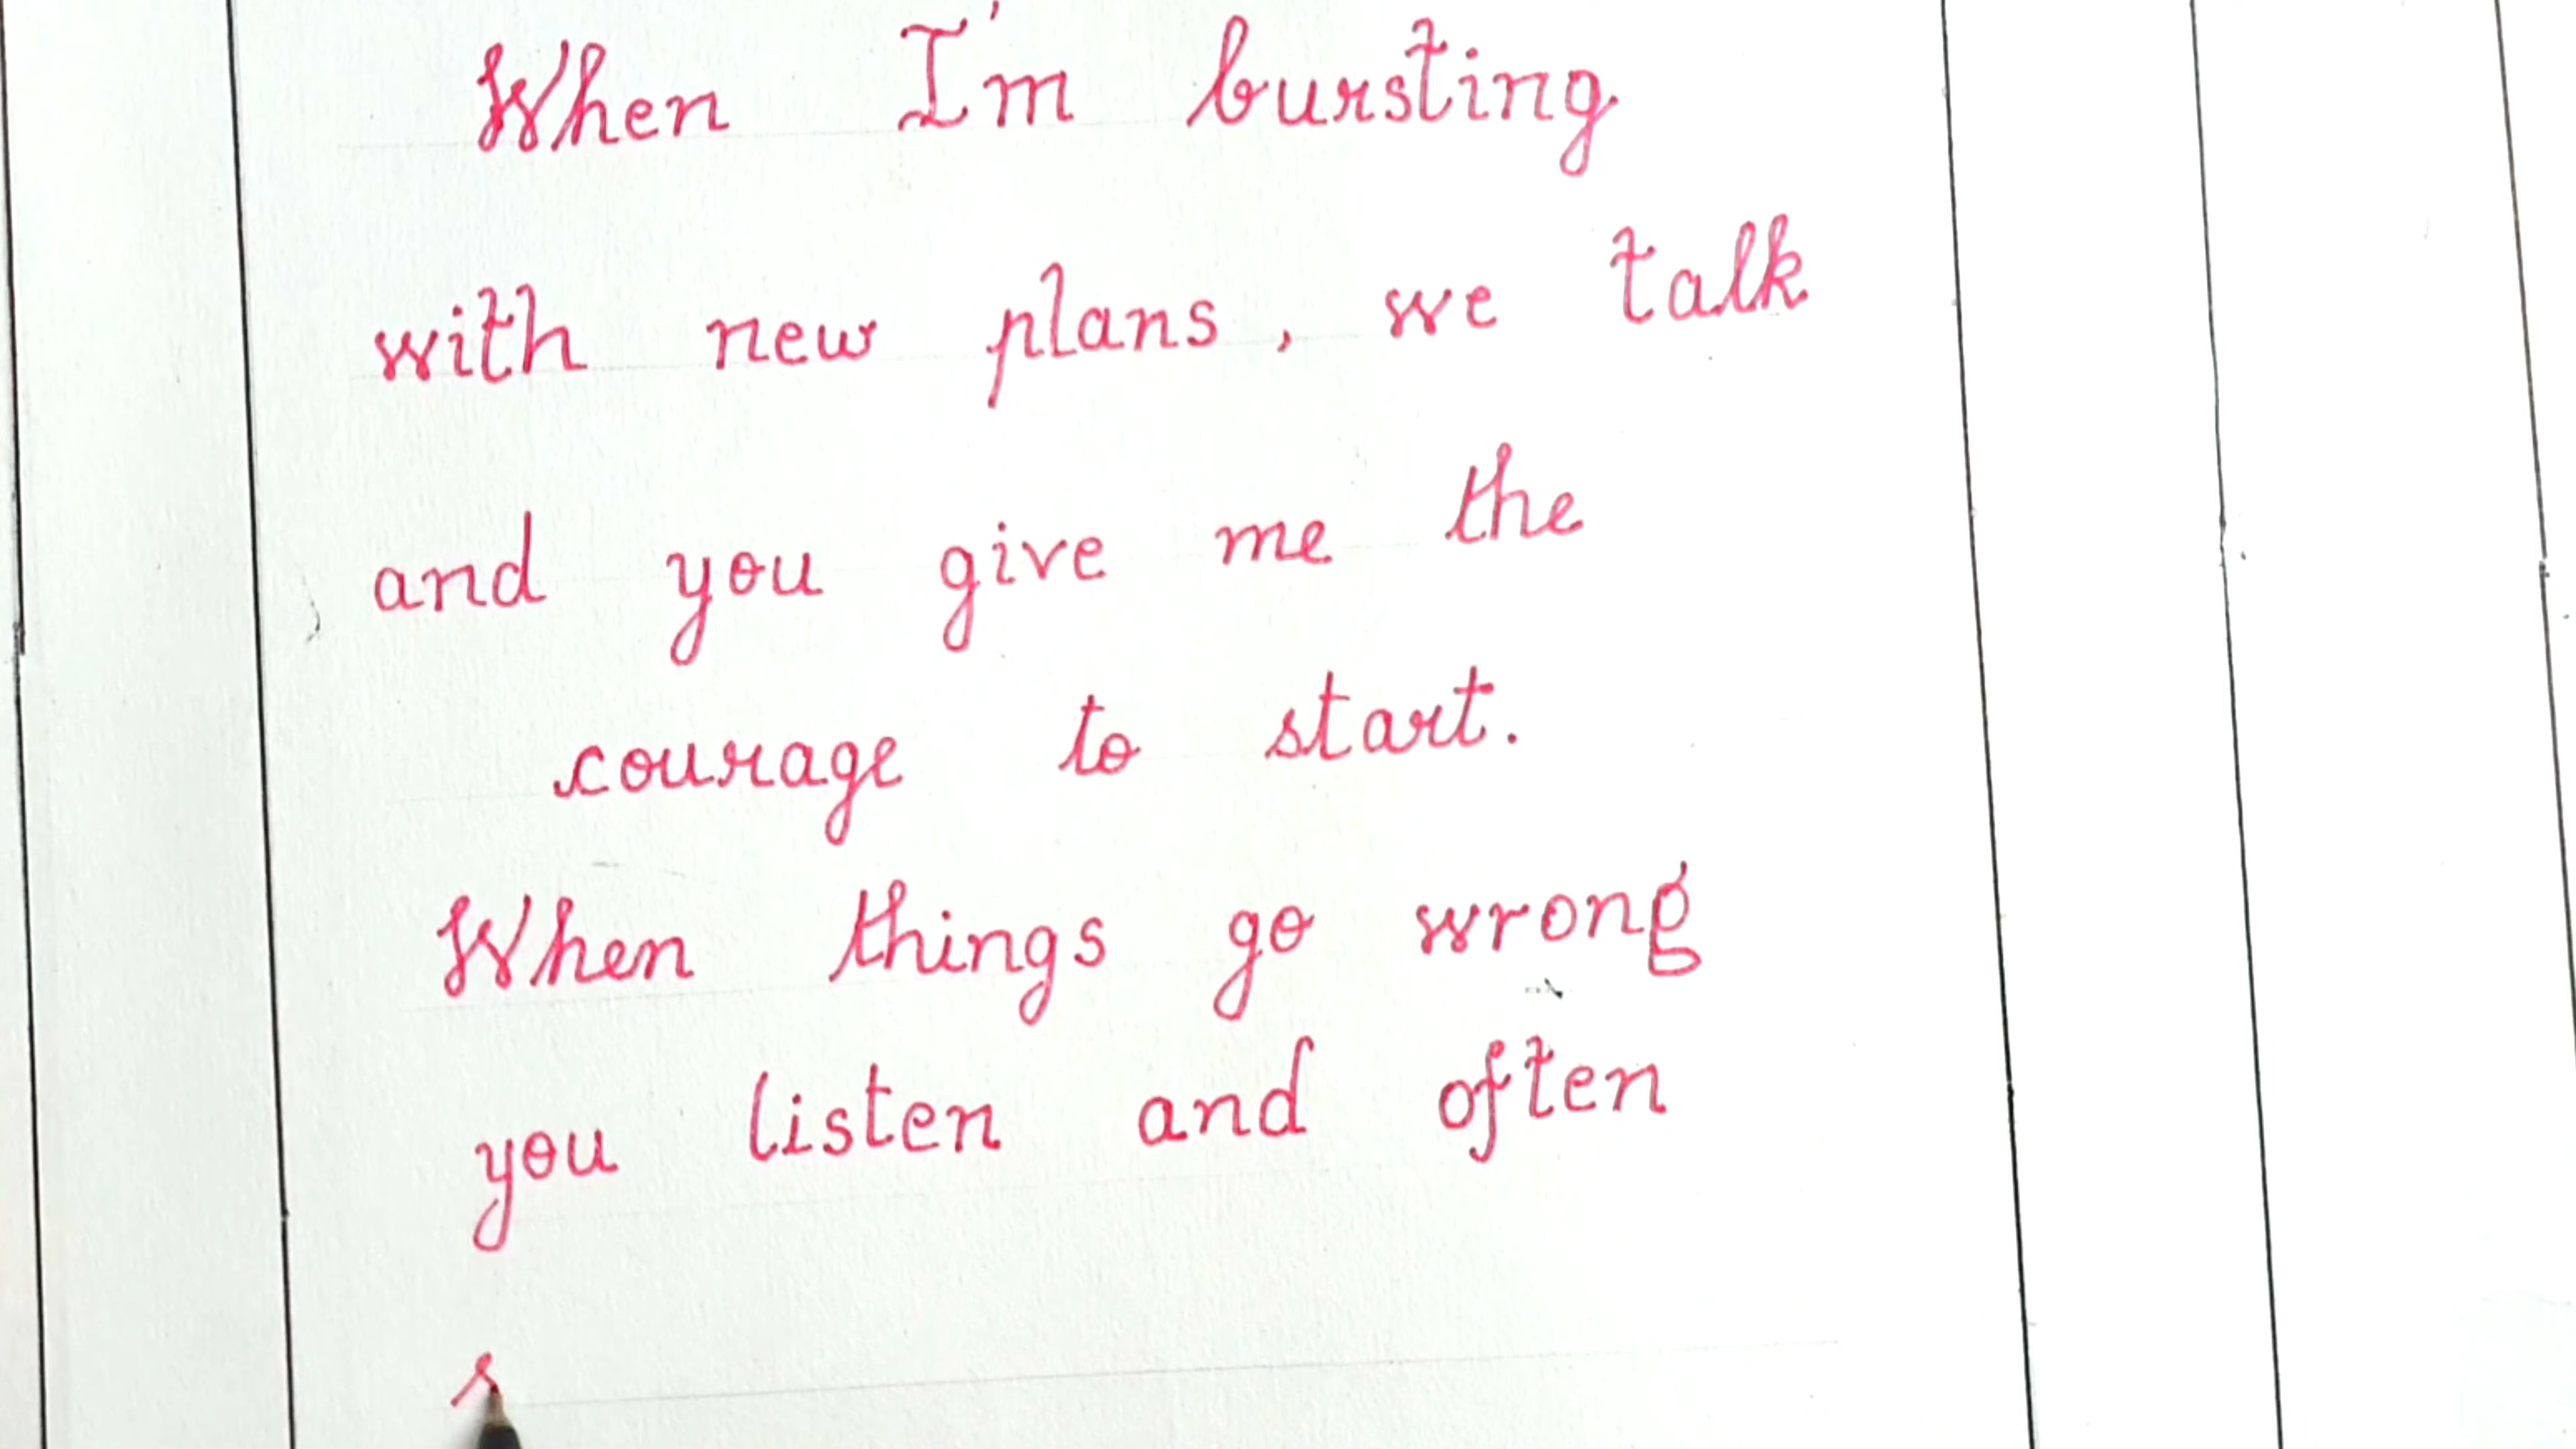 When I'm bursting
with new plans, we talk
and you give me the
courage to start.
When things go wrong
you listen and often
s